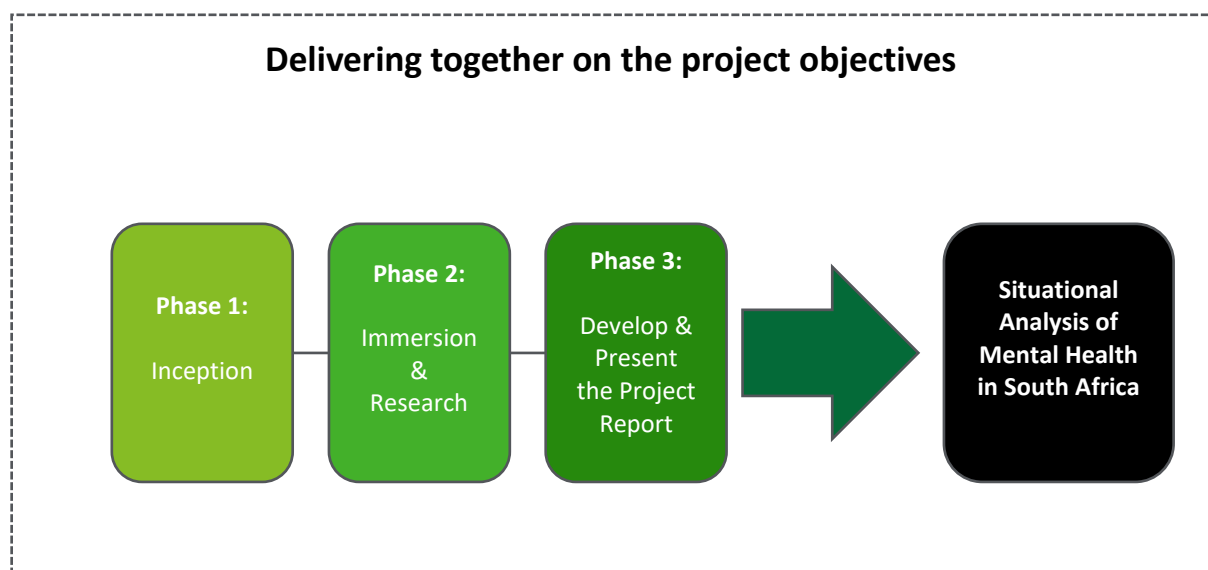 Delivering together on the project objectives
Phase 1:
Inception
Phase 2:
Immersion
&
Research
Phase 3:
Develop &
Present
the Project
Report
Situational
Analysis of
Mental Health
in South Africa